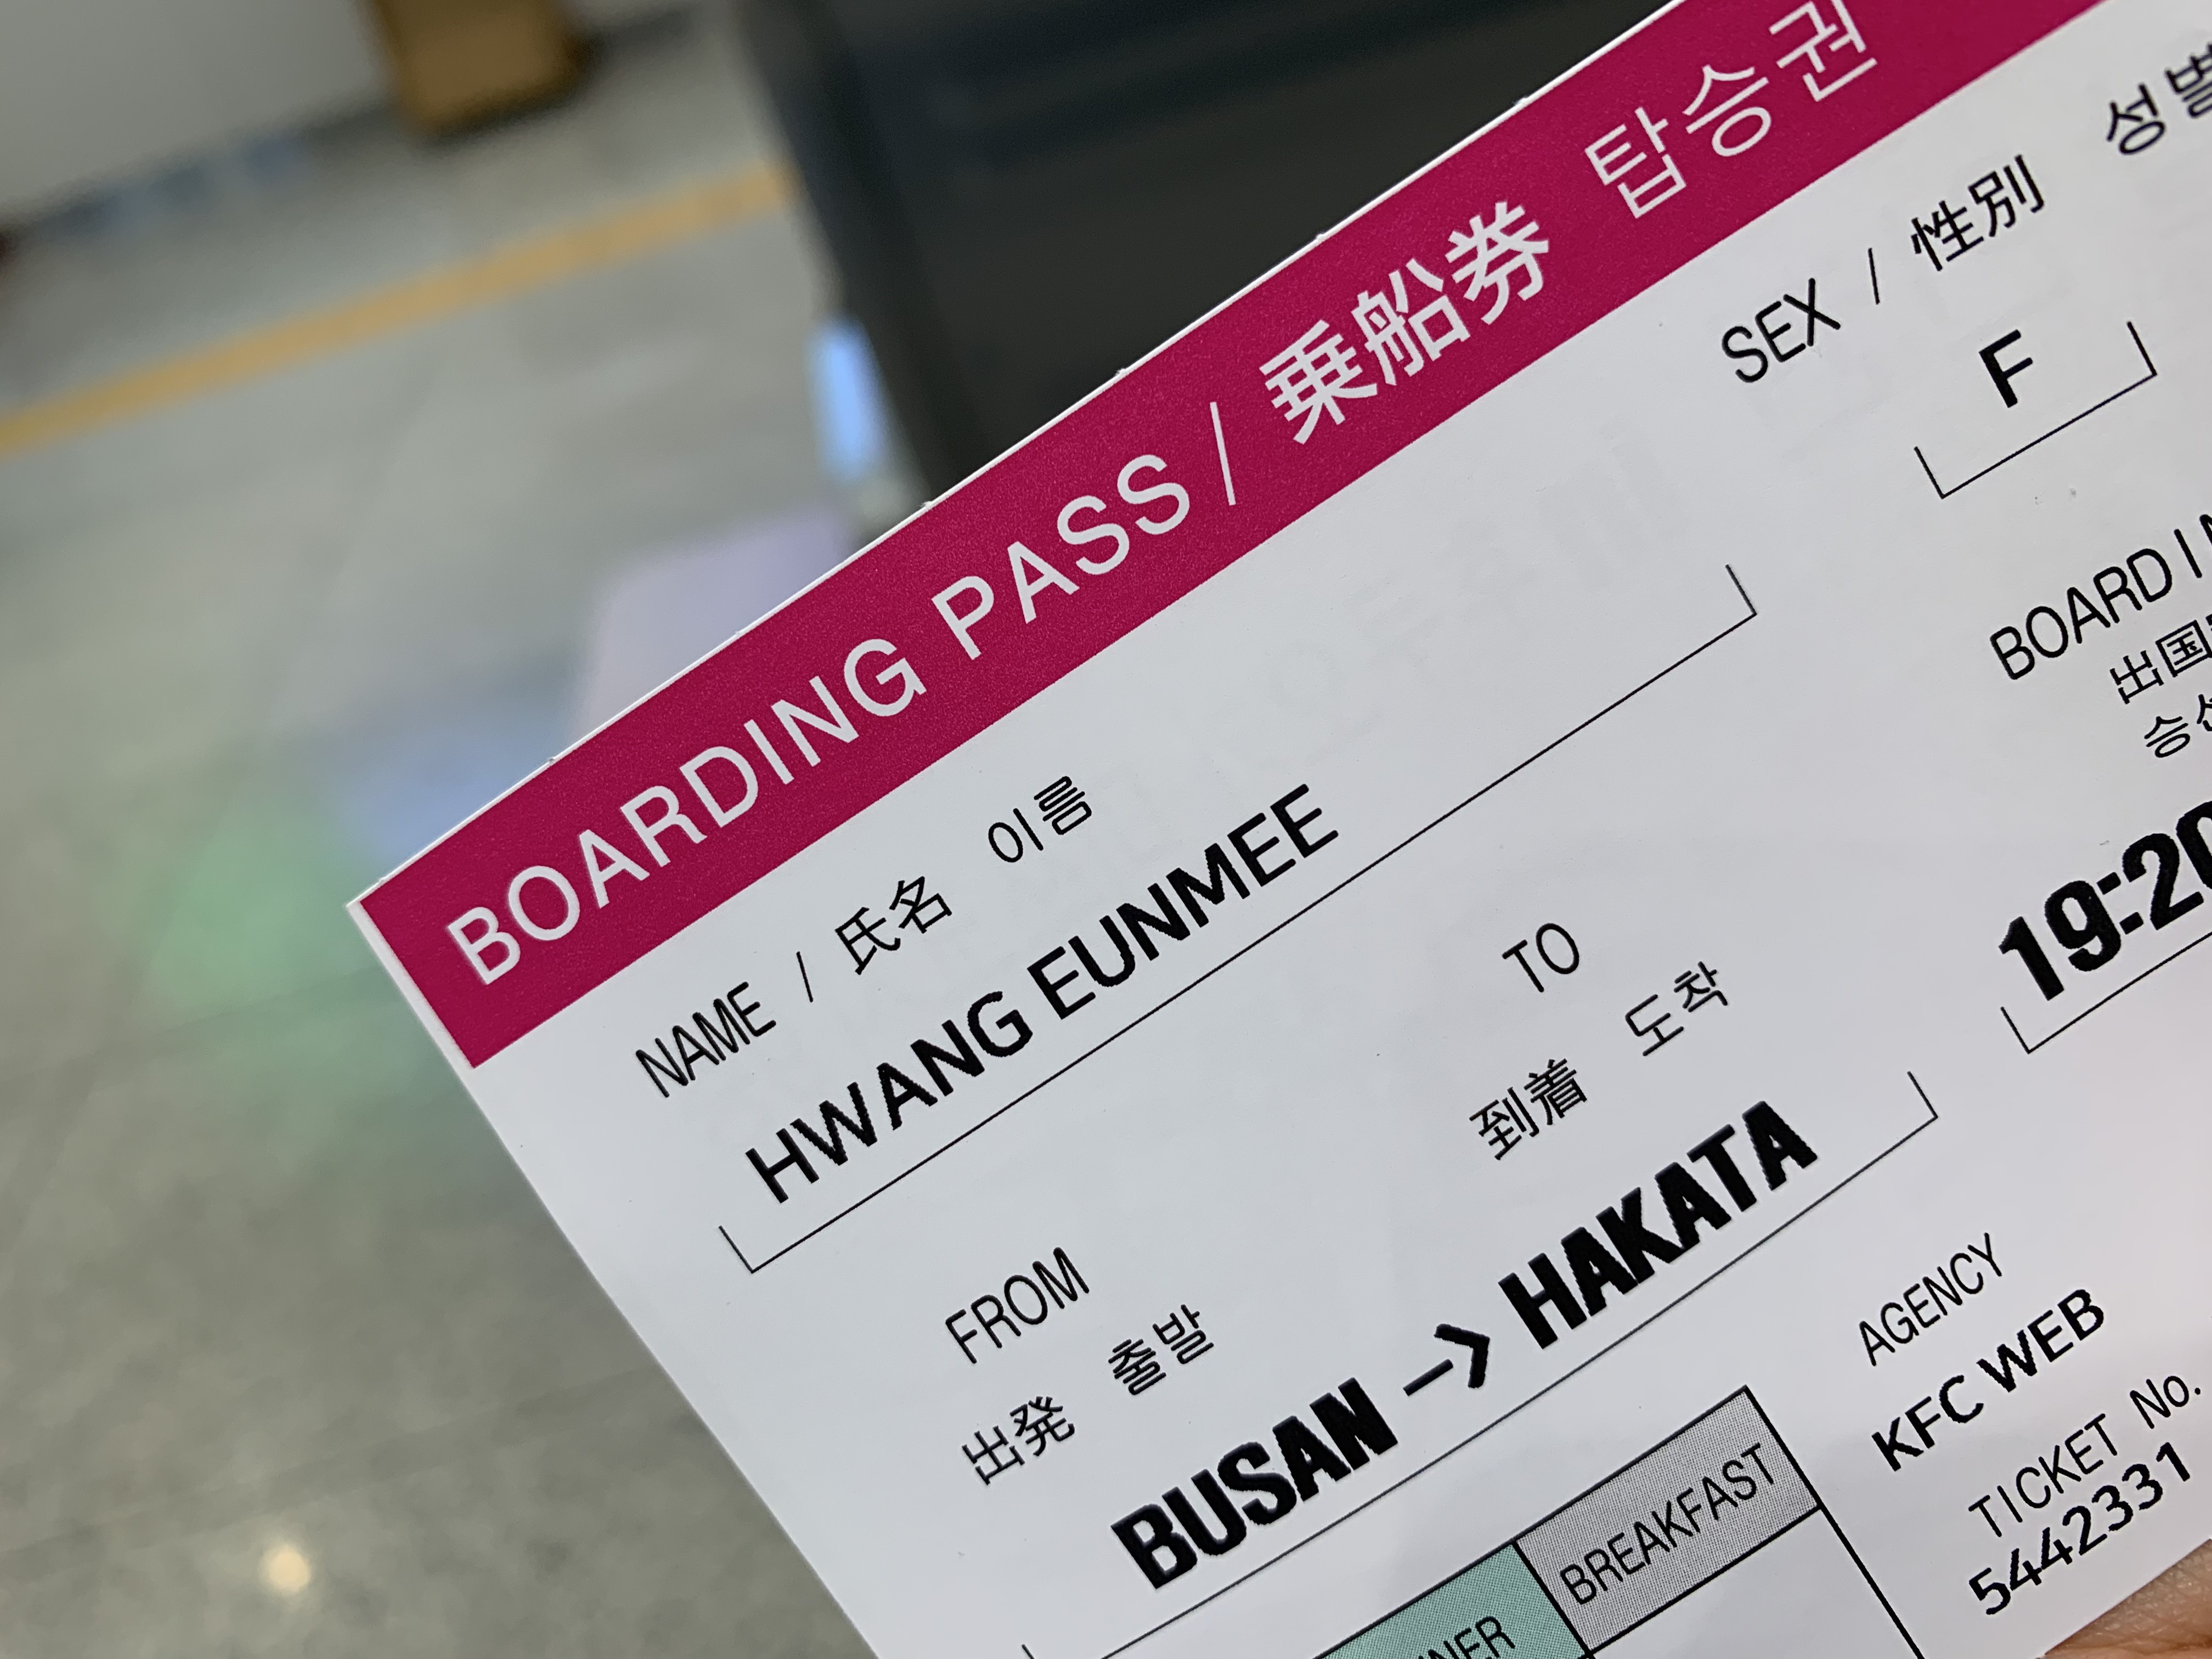 BOARDING PASS / 乗船券 탑승권
NAME / 氏名 이름
SEX / 性別 성별
HWANG EUNMEE
F
FROM
出発 출발
TO
到着 도착
BUSAN -> HAKATA
19:20
AGENCY
KFC WEB
TICKET No.
5442331
BREAKFAST